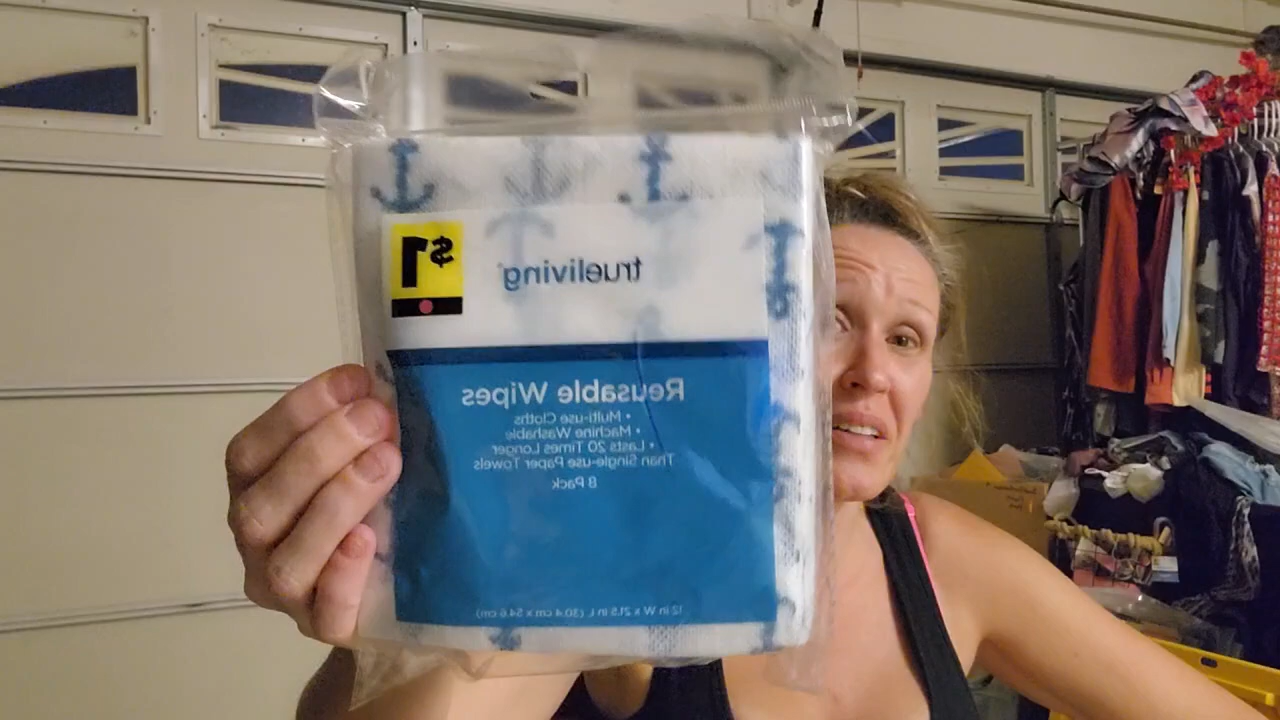 $1
trueliving
Reusable Wipes
• Multi-use Cloths
• Machine Washable
• Lasts 20 Times Longer
Than Single-use Paper Towels
8 Pack
12 in W x 21.5 in L (30.4 cm x 54.6 cm)